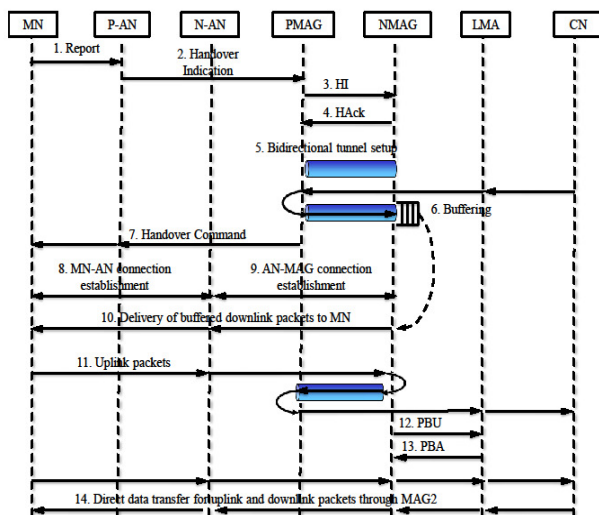 MN P-AN N-AN PMAG NMAG LMA CN
1. Report
2. Handover
Indication
3. HI
4. HAck
5. Bidirectional tunnel setup
6. Buffering
7. Handover Command
8. MN-AN connection
establishment
9. AN-MAG connection
establishment
10. Delivery of buffered downlink packets to MN
11. Uplink packets
12. PBU
13. PBA
14. Direct data transfer for uplink and downlink packets through MAG2